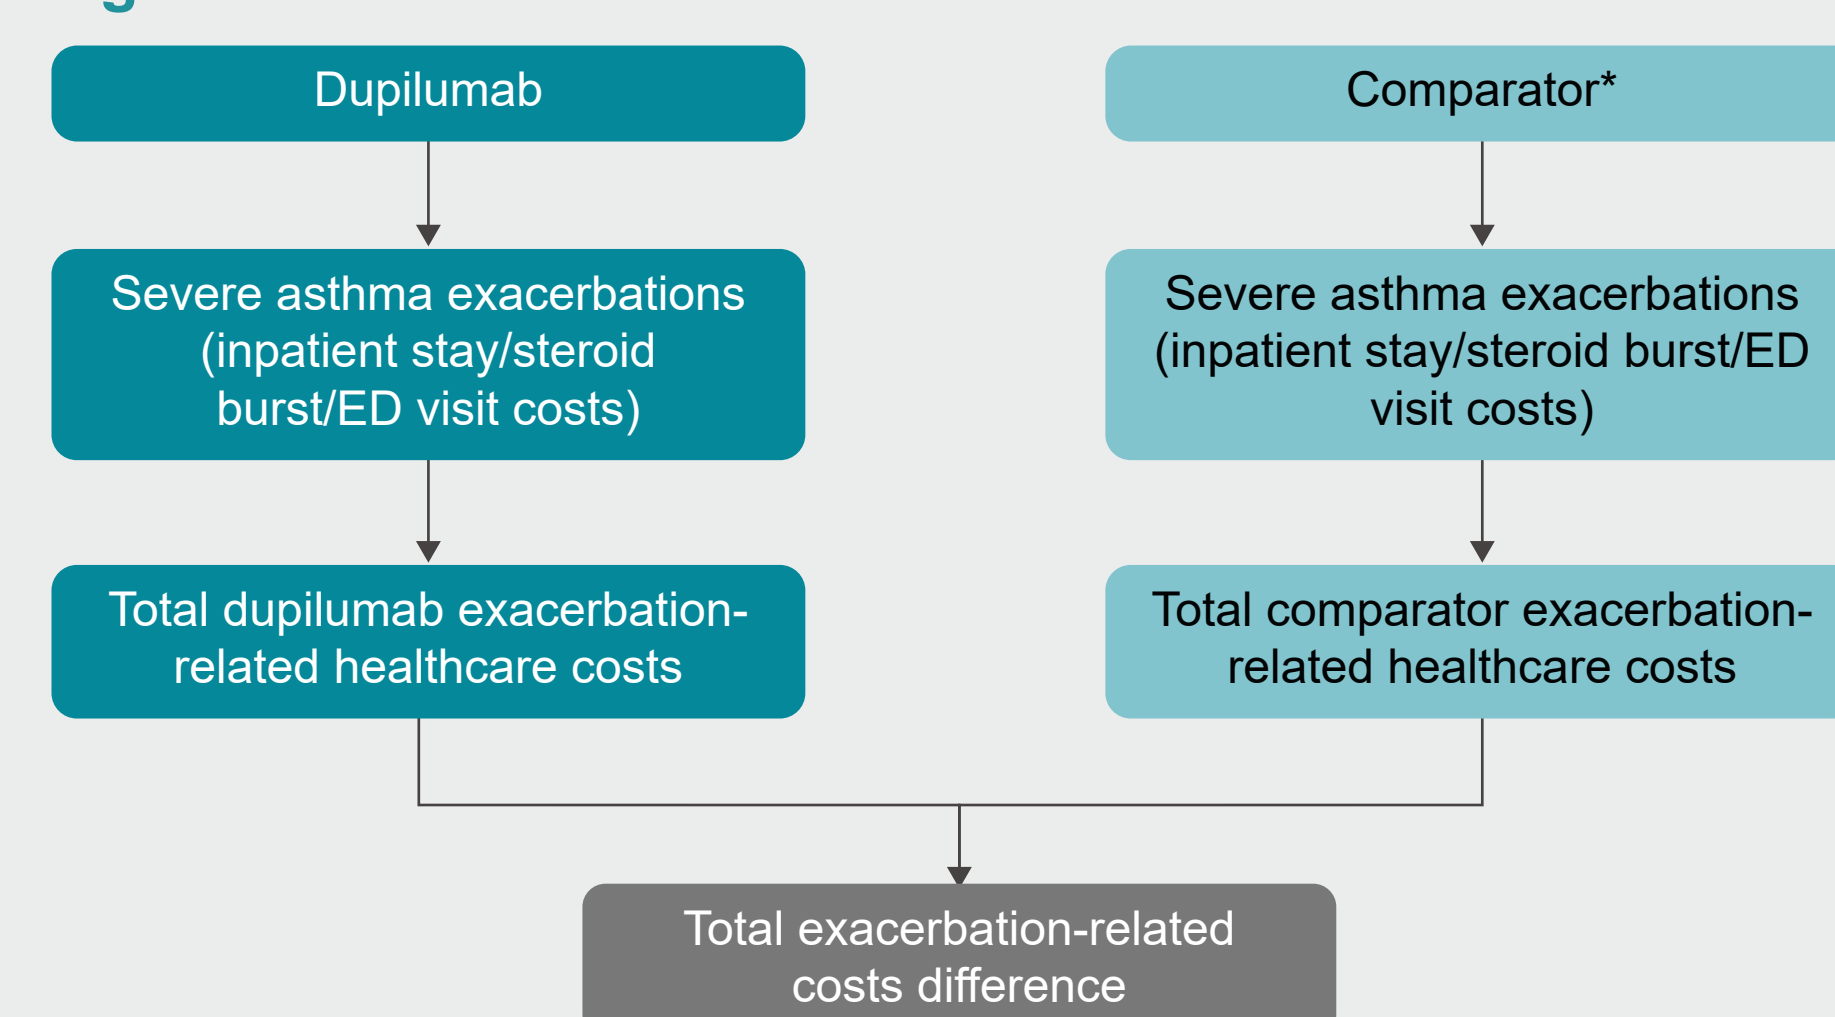 Dupilumab
Comparator*
Severe asthma exacerbations
(inpatient stay/steroid
burst/ED visit costs)
Severe asthma exacerbations
(inpatient stay/steroid burst/ED
visit costs)
Total dupilumab exacerbation-
related healthcare costs
Total comparator exacerbation-
related healthcare costs
Total exacerbation-related
costs difference